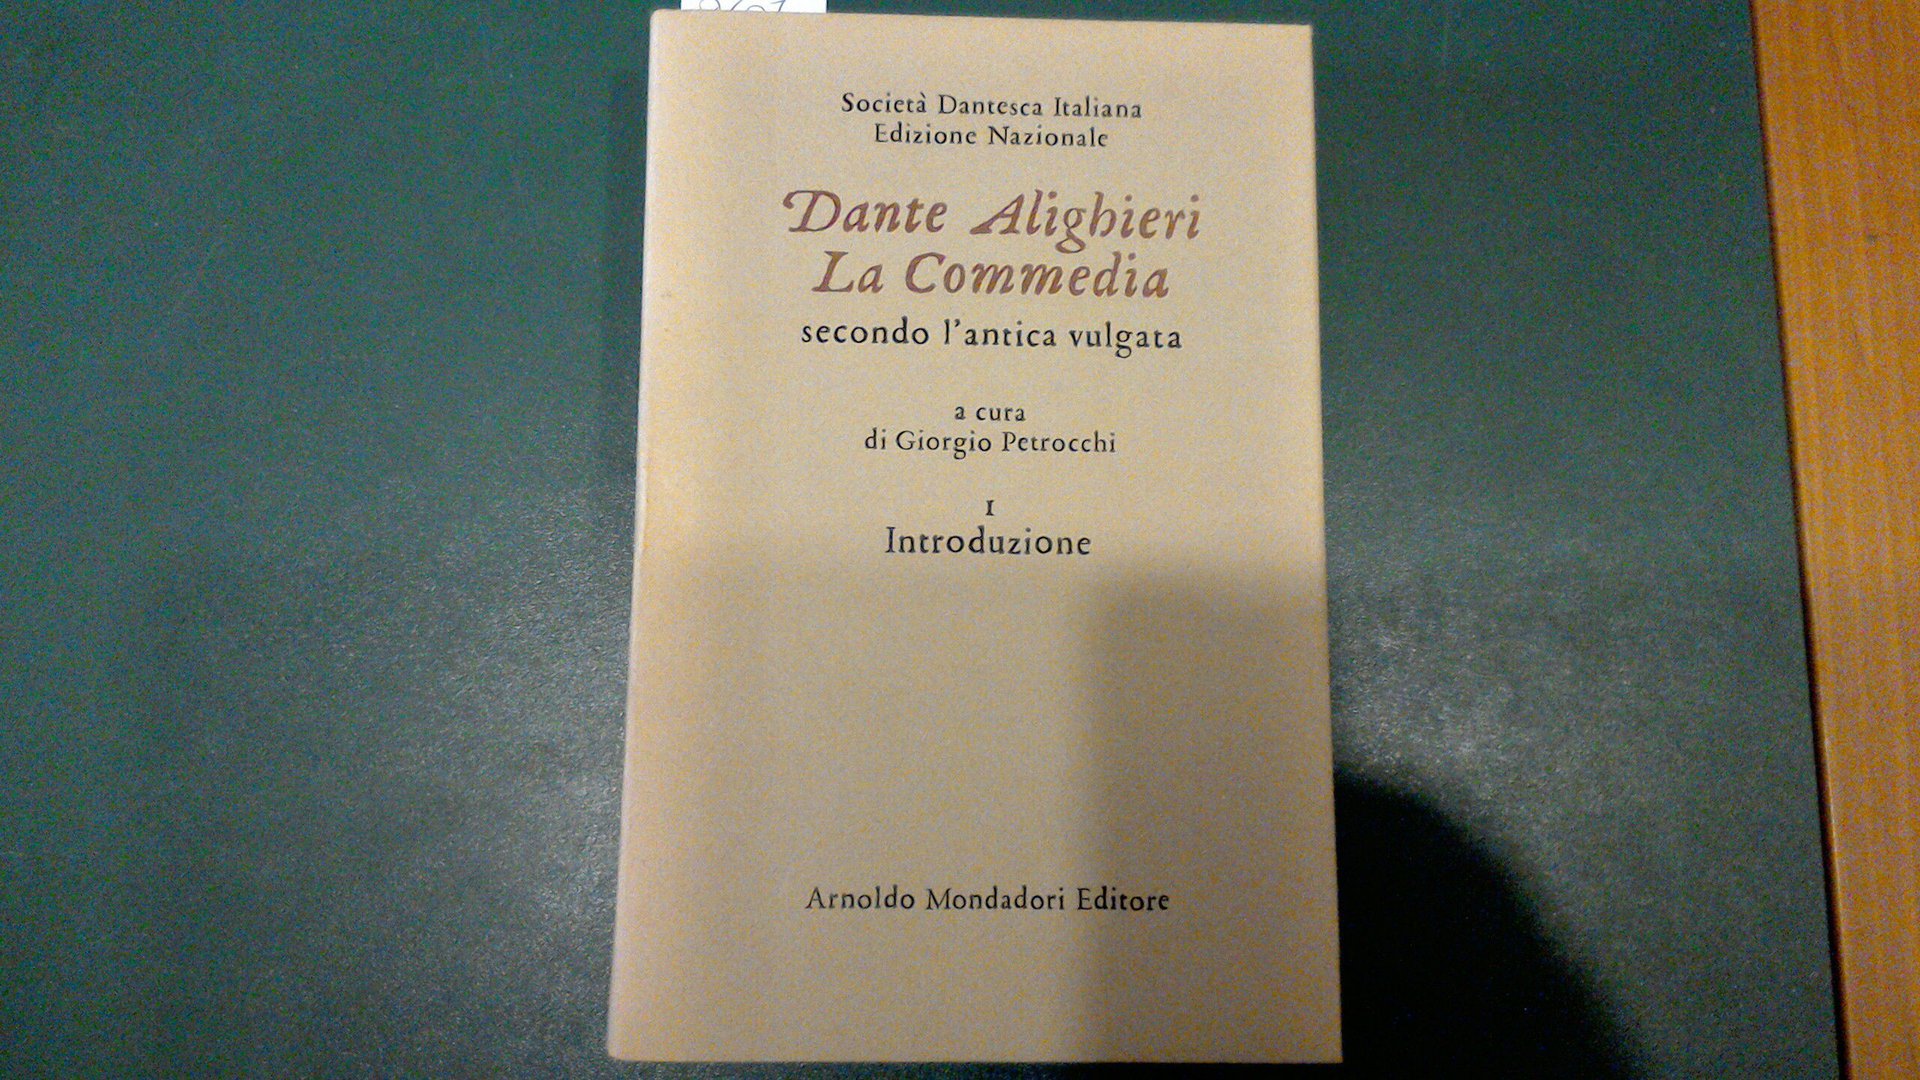 Società Dantesca Italiana
Edizione Nazionale
Dante Alighieri
La Commedia
secondo l'antica vulgata
a cura
di Giorgio Petrocchi
I
Introduzione
Arnoldo Mondadori Editore